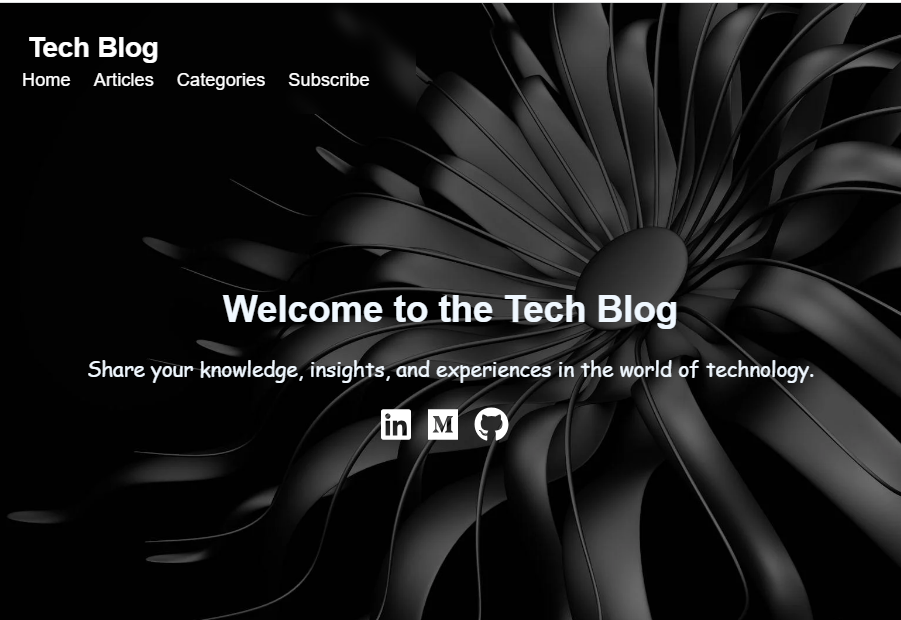 Tech Blog
Home Articles Categories Subscribe
Welcome to the Tech Blog
Share your knowledge, insights, and experiences in the world of technology.
in M